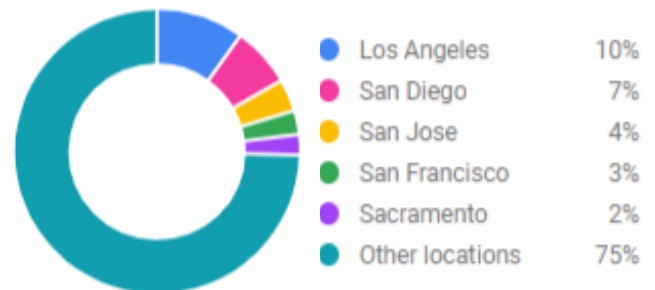 Los Angeles 10%
San Diego 7%
San Jose 4%
San Francisco 3%
Sacramento 2%
Other locations 75%